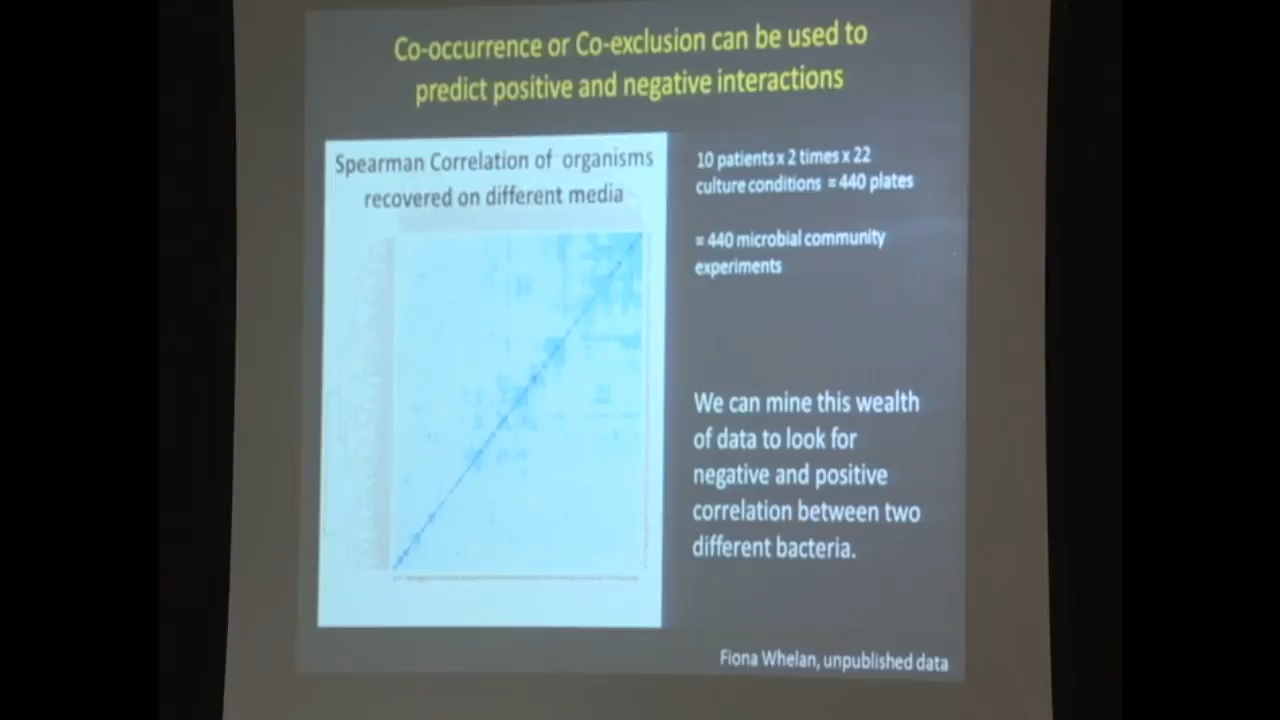 Co-occurrence or Co-exclusion can be used to
predict positive and negative interactions
Spearman Correlation of organisms
recovered on different media
10 patients x 2 times x 22
culture conditions = 440 plates
= 440 microbial community
experiments
We can mine this wealth
of data to look for
negative and positive
correlation between two
different bacteria.
Fiona Whelan, unpublished data